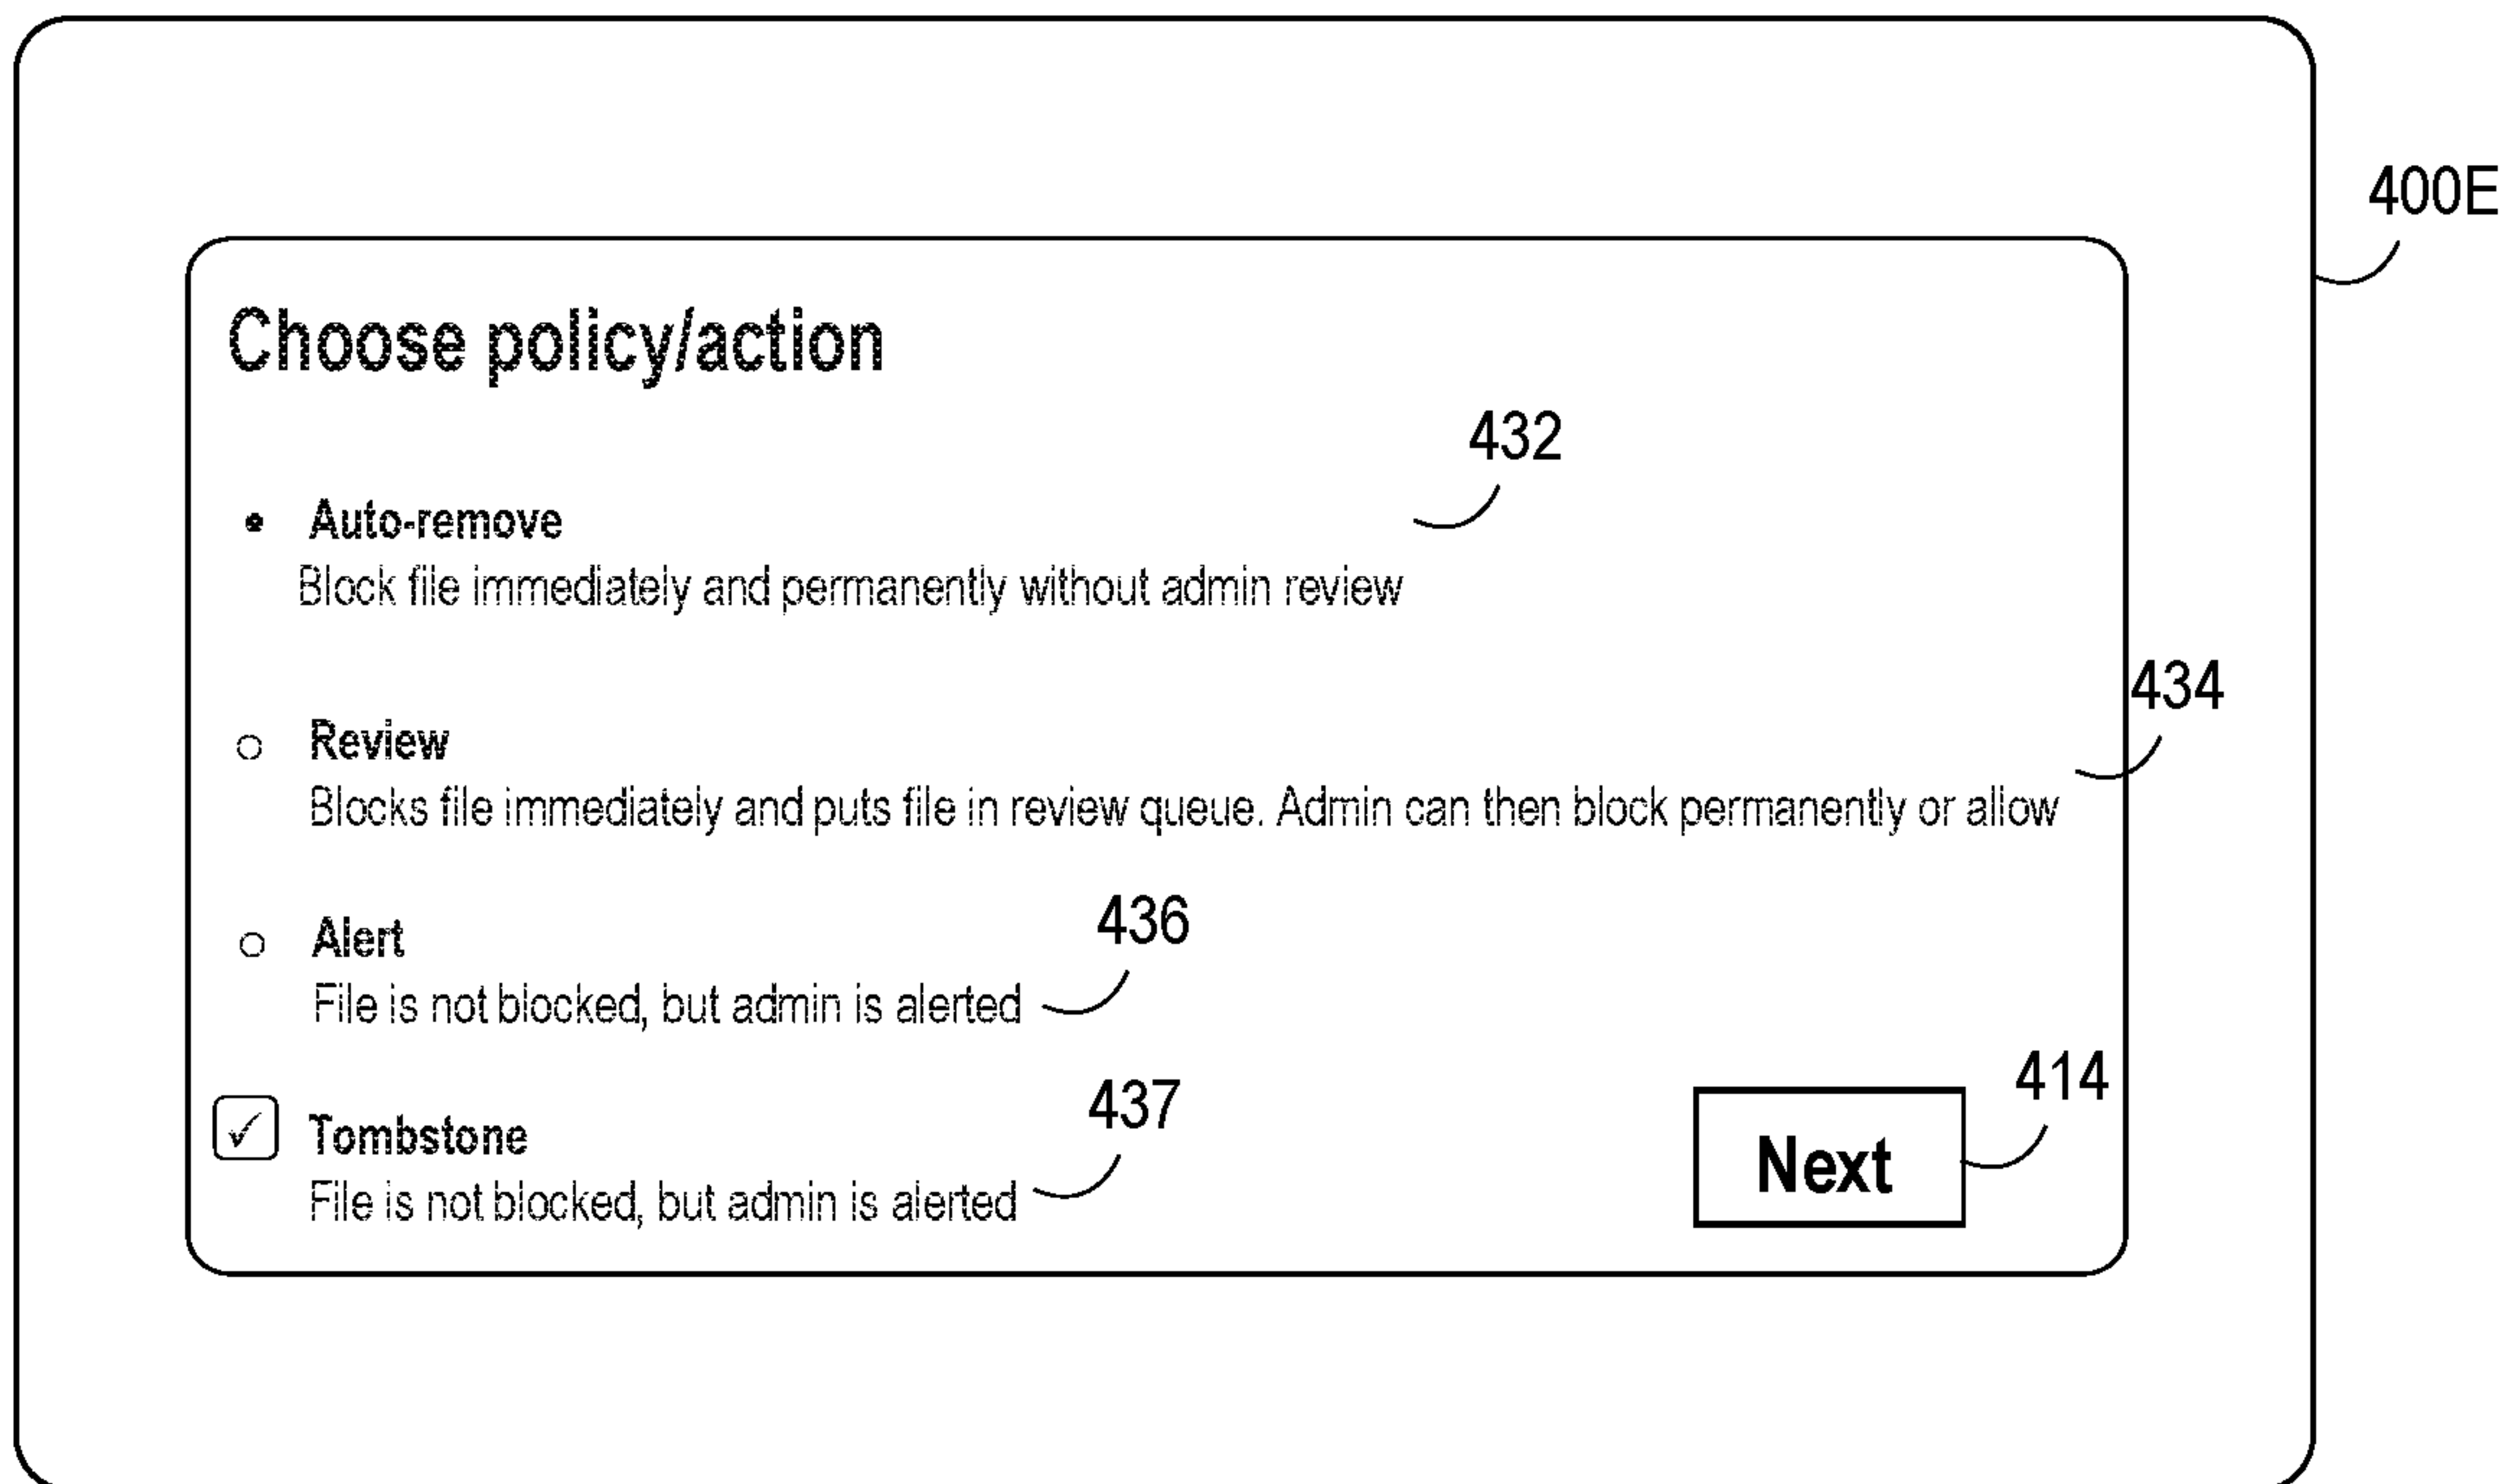 400E
Choose policy/action
432
Auto-remove
Block file immediately and permanently without admin review
434
Review
Blocks file immediately and puts file in review queue. Admin can then block permanently or allow
436
Alert
File is not blocked, but admin is alerted
437
414
Tombstone
Next
File is not blocked, but admin is alerted